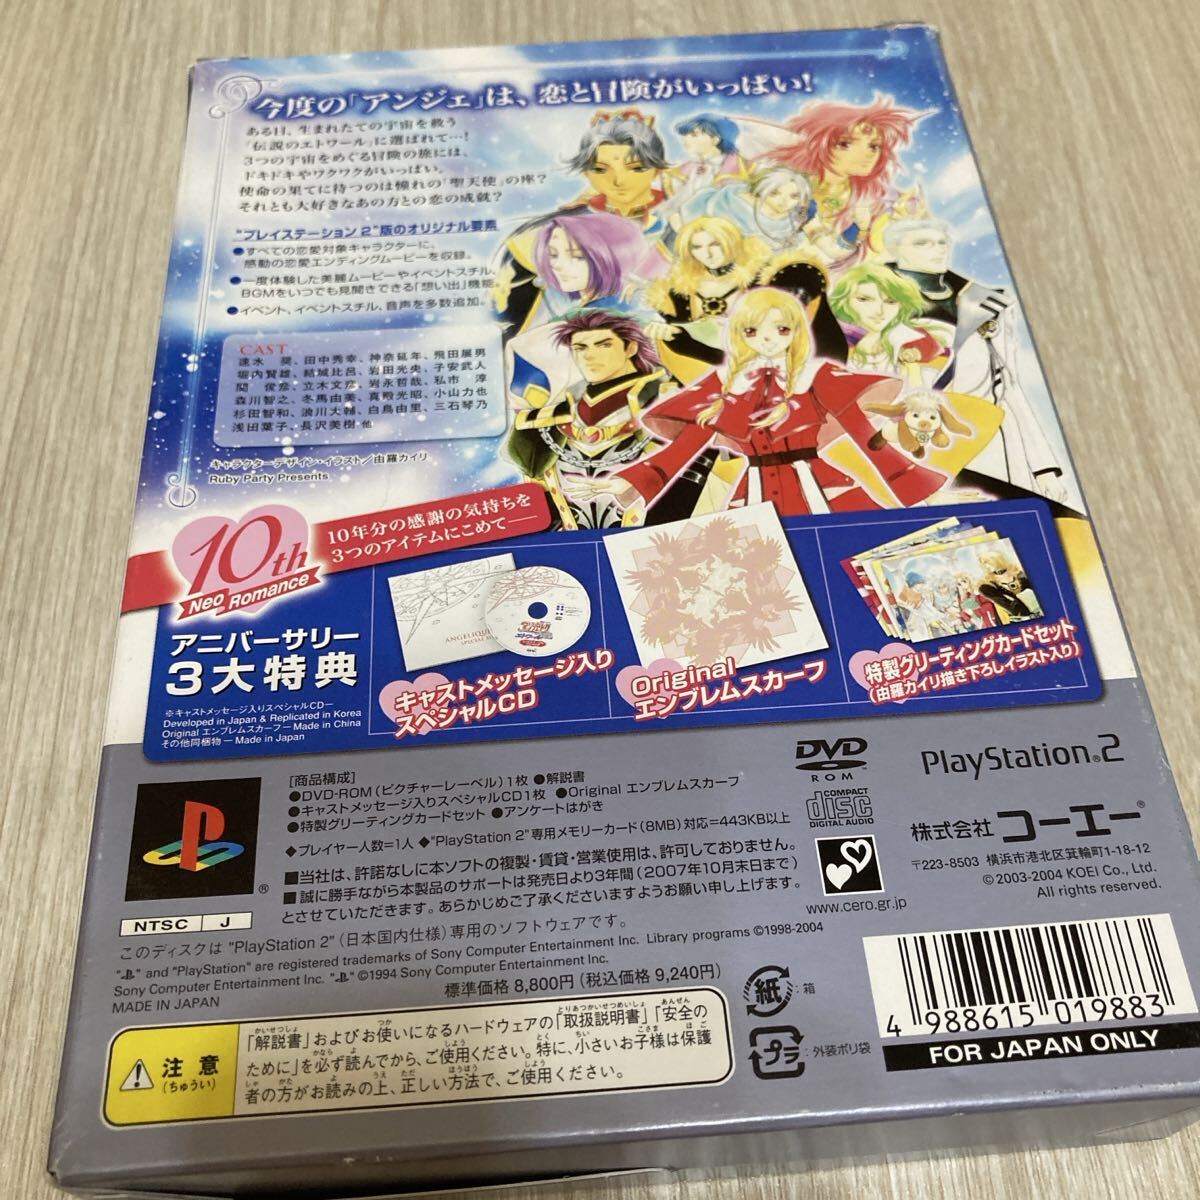 今度の「アンジェ」は、恋と冒険がいっぱい!
ある日、生まれたての宇宙を救う
「伝説のエトワール」に選ばれて…!
3つの宇宙をめぐる冒険の旅には、
ドキドキやワクワクがいっぱい。
使命の果てに待つのは憧れの「聖天使」の座?
それとも大好きなあの方との恋の成就?
"プレイステーション 2"版のオリジナル要素
●すべての恋愛対象キャラクターに、
感動の恋愛エンディングムービーを収録。
●一度体験した美麗ムービーやイベントスチル、
BGMをいつでも見聞きできる「想い出」機能。
●イベント、イベントスチル、音声を多数追加。
CAST
速水 奨、田中秀幸、神奈延年、飛田展男
堀内賢雄、結城比呂、岩田光央、子安武人
関 俊彦、立木文彦、岩永哲哉、私市 淳
森川智之、冬馬由美、真殿光昭、小山力也
杉田智和、浪川大輔、白鳥由里、三石琴乃
浅田葉子、長沢美樹 他
キャラクターデザイン・イラスト/由羅カイリ
Ruby Party Presents
10th
Neo Romance
10年分の感謝の気持ちを
3つのアイテムにこめて――
アニバーサリー
3大特典
※キャストメッセージ入りスペシャルCD―
Developed in Japan & Replicated in Korea
Original エンブレムスカーフ― Made in China
その他同梱物 ― Made in Japan
ANGELIQUE
キャストメッセージ入り
スペシャルCD
Original
エンブレムスカーフ
特製グリーティングカードセット
(由羅カイリ描き下ろしイラスト入り)
[商品構成]
●DVD-ROM(ピクチャーレーベル)1枚 ●解説書
●キャストメッセージ入りスペシャルCD1枚 ●Original エンブレムスカーフ
●特製グリーティングカードセット ●アンケートはがき
◆プレイヤー人数=1人 ◆"PlayStation 2"専用メモリーカード(8MB)対応=443KB以上
■当社は、許諾なしに本ソフトの複製・賃貸・営業使用は、許可しておりません。
■誠に勝手ながら本製品のサポートは発売日より3年間(2007年10月末日まで)
とさせていただきます。あらかじめご了承くださいますようお願い申し上げます。
DVD
ROM
COMPACT
disc
DIGITAL AUDIO
PlayStation®2
株式会社 コーエー®
〒223-8503 横浜市港北区箕輪町1-18-12
©2003-2004 KOEI Co., Ltd.
All rights reserved.
www.cero.gr.jp
®
NTSC J
このディスクは "PlayStation 2"(日本国内仕様)専用のソフトウェアです。
" " and "PlayStation" are registered trademarks of Sony Computer Entertainment Inc. Library programs ©1998-2004
Sony Computer Entertainment Inc. " " ©1994 Sony Computer Entertainment Inc.
MADE IN JAPAN
標準価格 8,800円(税込価格 9,240円)
紙 :箱
プラ :外装ポリ袋
4 988615 019883
FOR JAPAN ONLY
注意
(ちゅうい)
「解説書」およびお使いになるハードウェアの「取扱説明書」「安全の
ために」を必ず読んでから、ご使用ください。特に、小さいお子様は保護
者の方がお読みの上、正しい方法で、ご使用ください。